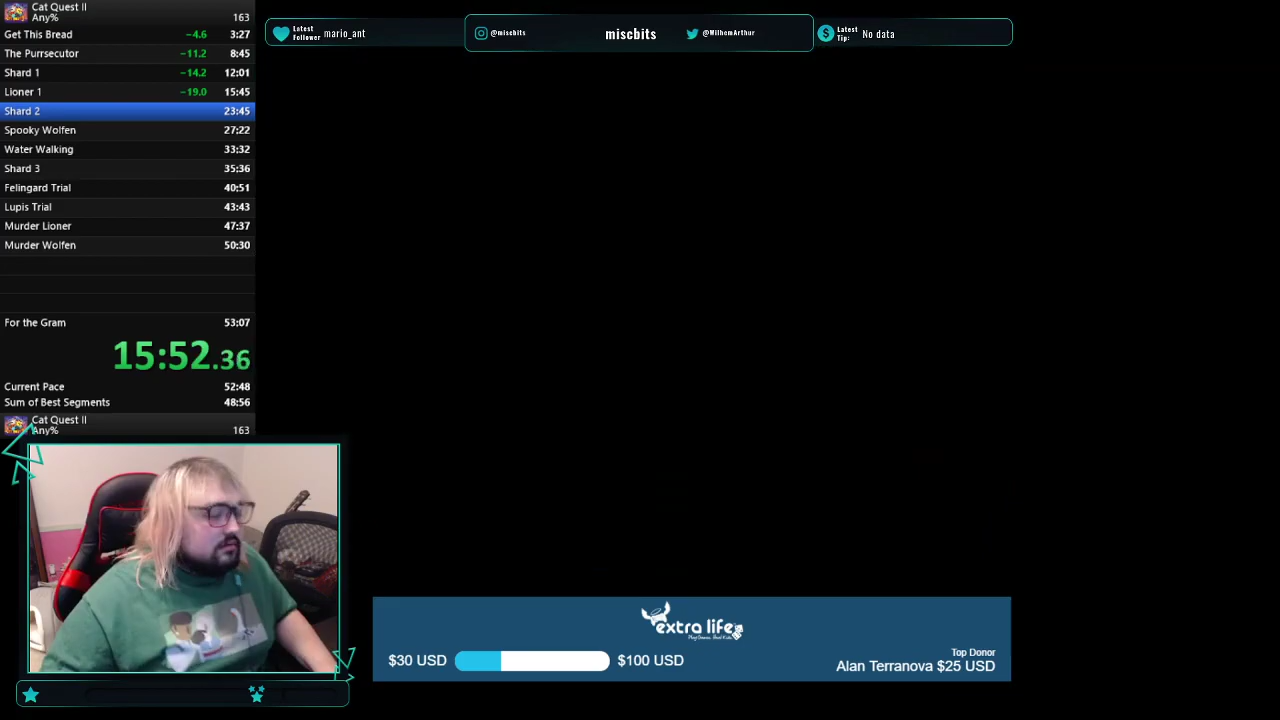 Cat Quest II
Any% 163
Get This Bread −4.6 3:27
The Purrsecutor −11.2 8:45
Shard 1 −14.2 12:01
Lioner 1 −19.0 15:45
Shard 2 23:45
Spooky Wolfen 27:22
Water Walking 33:32
Shard 3 35:36
Felingard Trial 40:51
Lupis Trial 43:43
Murder Lioner 47:37
Murder Wolfen 50:30
For the Gram 53:07
15:52.36
Current Pace 52:48
Sum of Best Segments 48:56
Cat Quest II
Any% 163
Latest Follower mario_ant
@miscbits
miscbits
@WilhemArthur
Latest Tip: No data
extra life
Play Games. Heal Kids.
$30 USD $100 USD
Top Donor
Alan Terranova $25 USD